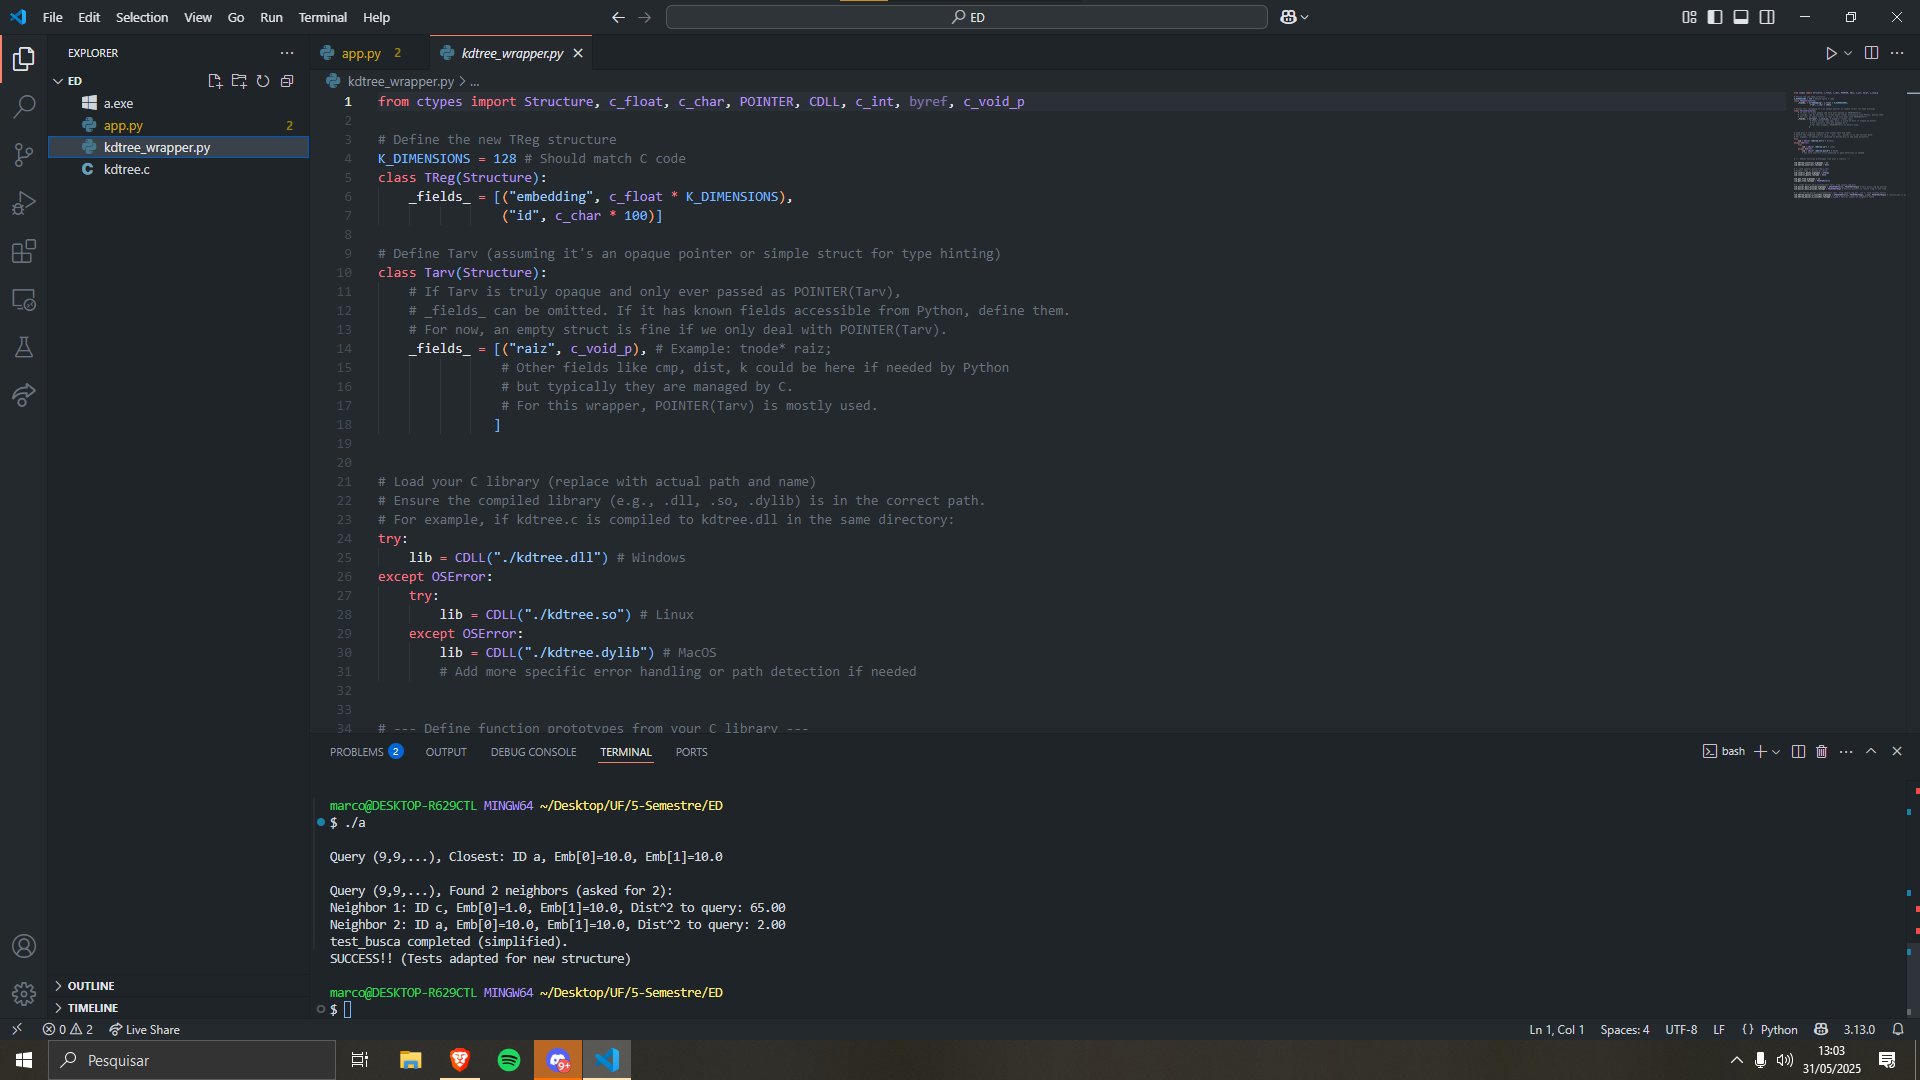 File Edit Selection View Go Run Terminal Help
ED
EXPLORER
ED
a.exe
app.py 2
kdtree_wrapper.py
kdtree.c
OUTLINE
TIMELINE
app.py 2
kdtree_wrapper.py
kdtree_wrapper.py > ...
1 from ctypes import Structure, c_float, c_char, POINTER, CDLL, c_int, byref, c_void_p
2
3 # Define the new TReg structure
4 K_DIMENSIONS = 128 # Should match C code
5 class TReg(Structure):
6 _fields_ = [("embedding", c_float * K_DIMENSIONS),
7 ("id", c_char * 100)]
8
9 # Define Tarv (assuming it's an opaque pointer or simple struct for type hinting)
10 class Tarv(Structure):
11 # If Tarv is truly opaque and only ever passed as POINTER(Tarv),
12 # _fields_ can be omitted. If it has known fields accessible from Python, define them.
13 # For now, an empty struct is fine if we only deal with POINTER(Tarv).
14 _fields_ = [("raiz", c_void_p), # Example: tnode* raiz;
15 # Other fields like cmp, dist, k could be here if needed by Python
16 # but typically they are managed by C.
17 # For this wrapper, POINTER(Tarv) is mostly used.
18 ]
19
20
21 # Load your C library (replace with actual path and name)
22 # Ensure the compiled library (e.g., .dll, .so, .dylib) is in the correct path.
23 # For example, if kdtree.c is compiled to kdtree.dll in the same directory:
24 try:
25 lib = CDLL("./kdtree.dll") # Windows
26 except OSError:
27 try:
28 lib = CDLL("./kdtree.so") # Linux
29 except OSError:
30 lib = CDLL("./kdtree.dylib") # MacOS
31 # Add more specific error handling or path detection if needed
32
33
34 # --- Define function prototypes from your C library ---
PROBLEMS 2 OUTPUT DEBUG CONSOLE TERMINAL PORTS
bash
marco@DESKTOP-R629CTL MINGW64 ~/Desktop/UF/5-Semestre/ED
$ ./a
Query (9,9,...), Closest: ID a, Emb[0]=10.0, Emb[1]=10.0
Query (9,9,...), Found 2 neighbors (asked for 2):
Neighbor 1: ID c, Emb[0]=1.0, Emb[1]=10.0, Dist^2 to query: 65.00
Neighbor 2: ID a, Emb[0]=10.0, Emb[1]=10.0, Dist^2 to query: 2.00
test_busca completed (simplified).
SUCCESS!! (Tests adapted for new structure)
marco@DESKTOP-R629CTL MINGW64 ~/Desktop/UF/5-Semestre/ED
$
0 2 Live Share
Ln 1, Col 1 Spaces: 4 UTF-8 LF Python 3.13.0
Pesquisar
9+
13:03
31/05/2025